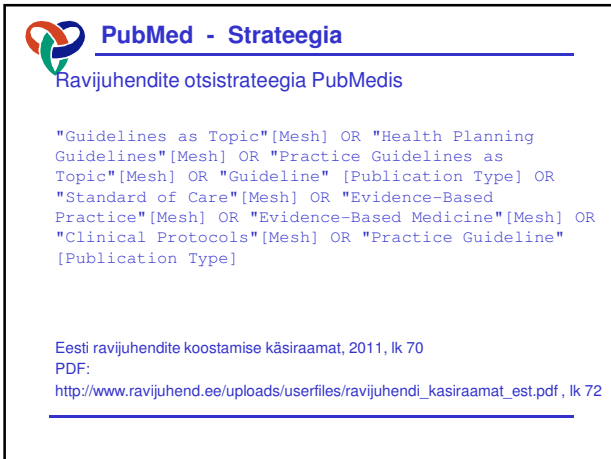 PubMed - Strateegia
Ravijuhendite otsistrateegia PubMedis
"Guidelines as Topic"[Mesh] OR "Health Planning
Guidelines"[Mesh] OR "Practice Guidelines as
Topic"[Mesh] OR "Guideline" [Publication Type] OR
"Standard of Care"[Mesh] OR "Evidence-Based
Practice"[Mesh] OR "Evidence-Based Medicine"[Mesh] OR
"Clinical Protocols"[Mesh] OR "Practice Guideline"
[Publication Type]
Eesti ravijuhendite koostamise käsiraamat, 2011, lk 70
PDF:
http://www.ravijuhend.ee/uploads/userfiles/ravijuhendi_kasiraamat_est.pdf , lk 72